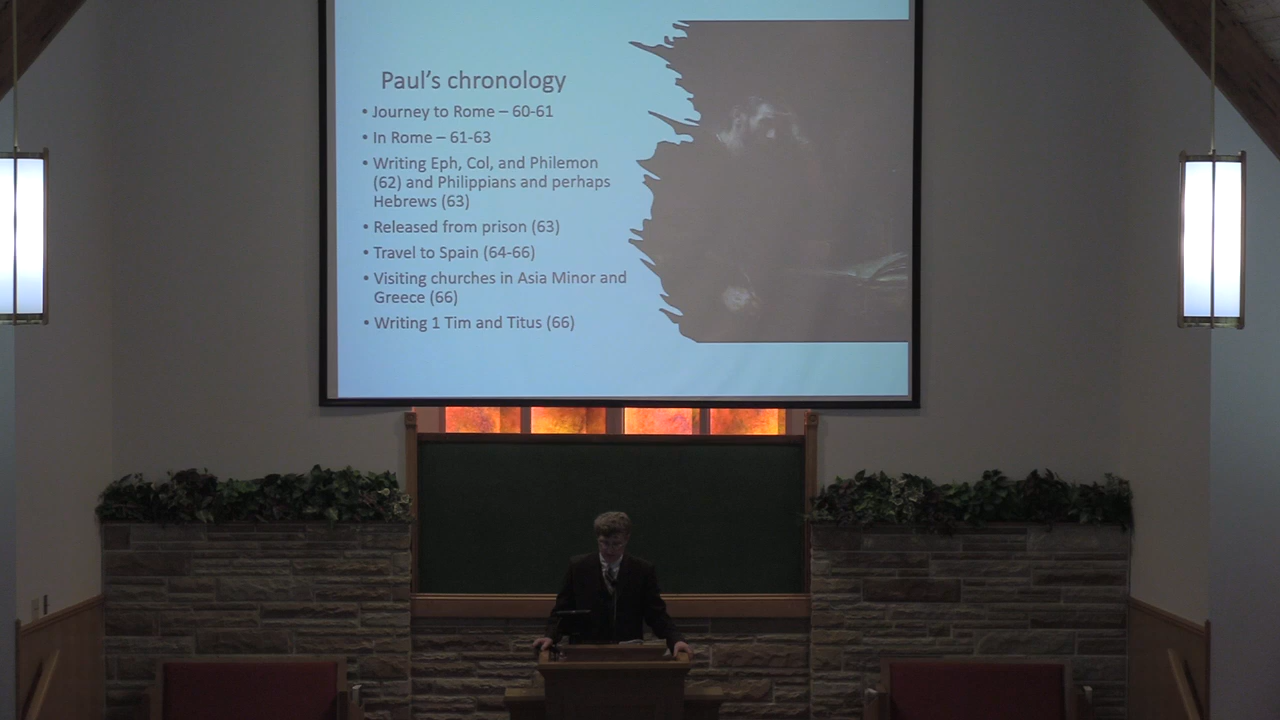 Paul's chronology
• Journey to Rome – 60-61
• In Rome – 61-63
• Writing Eph, Col, and Philemon
(62) and Philippians and perhaps
Hebrews (63)
• Released from prison (63)
• Travel to Spain (64-66)
• Visiting churches in Asia Minor and
Greece (66)
• Writing 1 Tim and Titus (66)